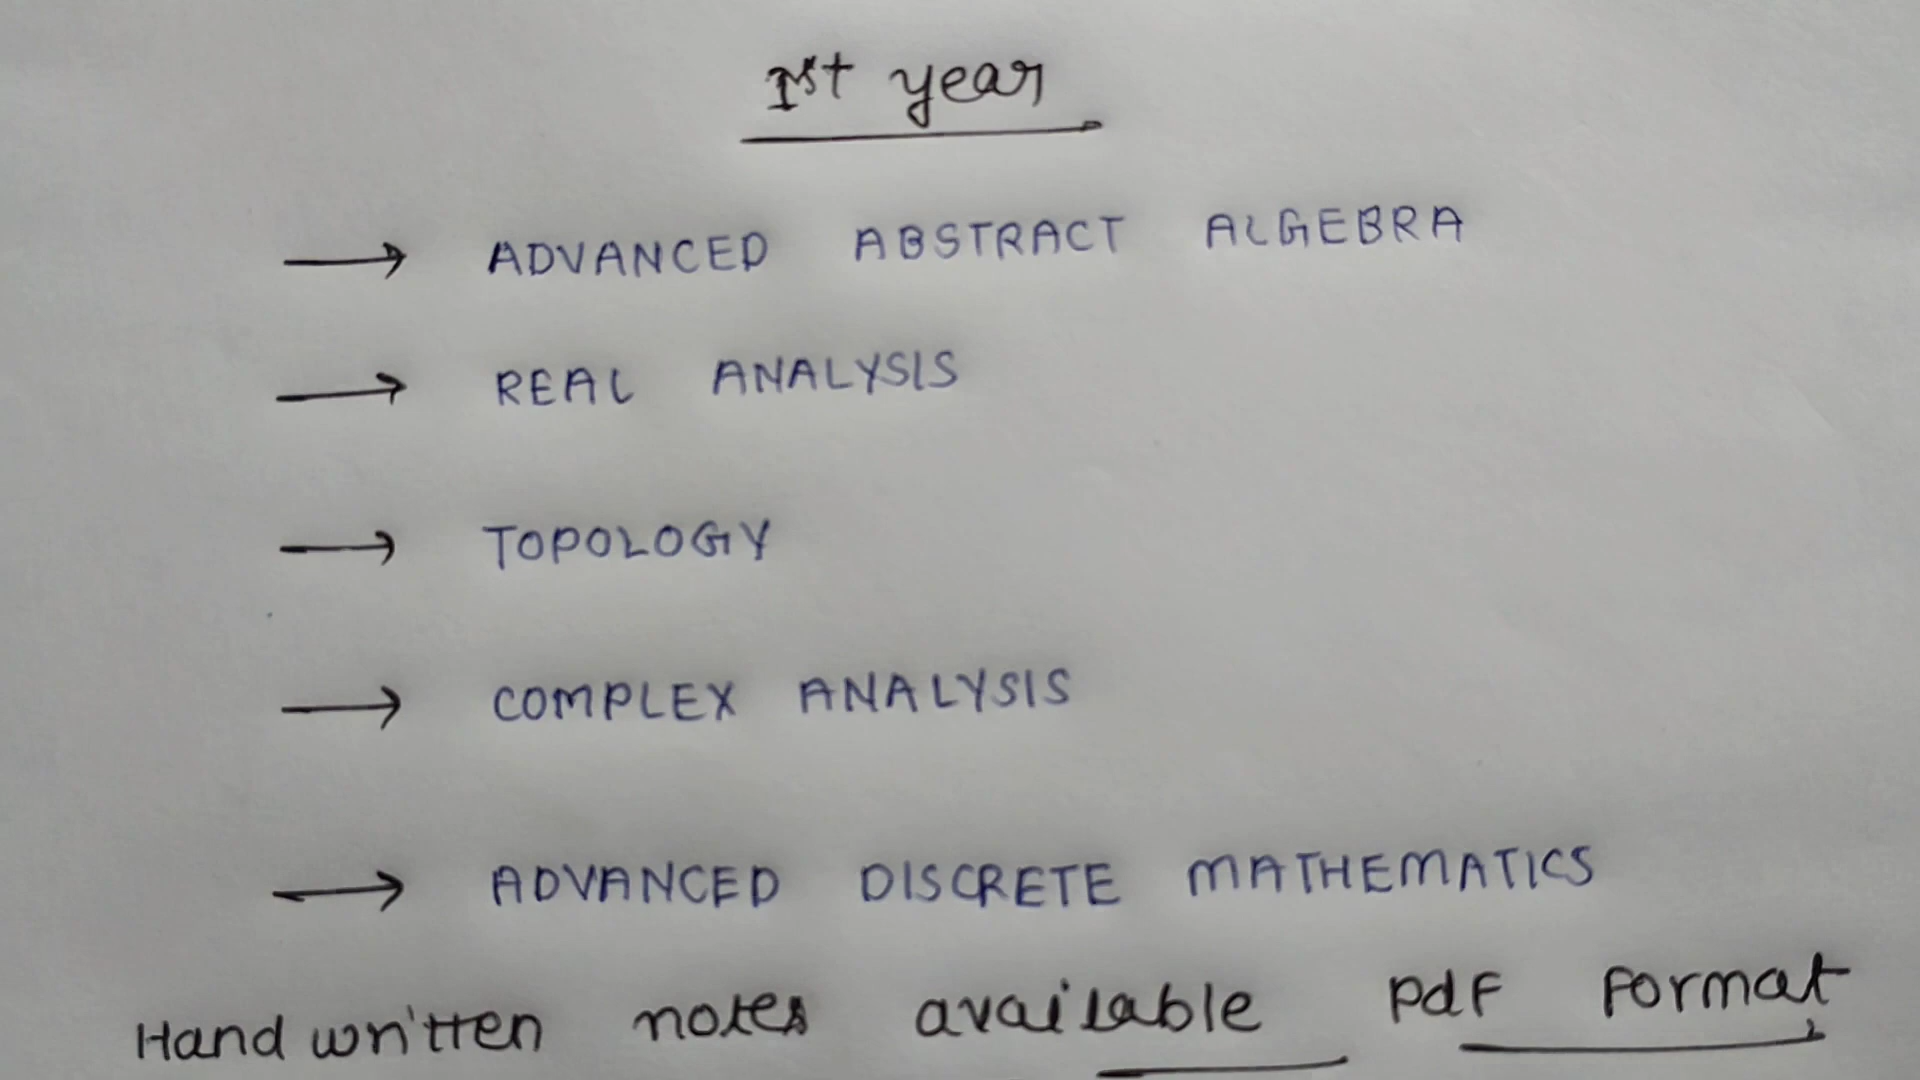 1st year
→ ADVANCED ABSTRACT ALGEBRA
→ REAL ANALYSIS
→ TOPOLOGY
→ COMPLEX ANALYSIS
→ ADVANCED DISCRETE MATHEMATICS
Hand written notes available pdf format